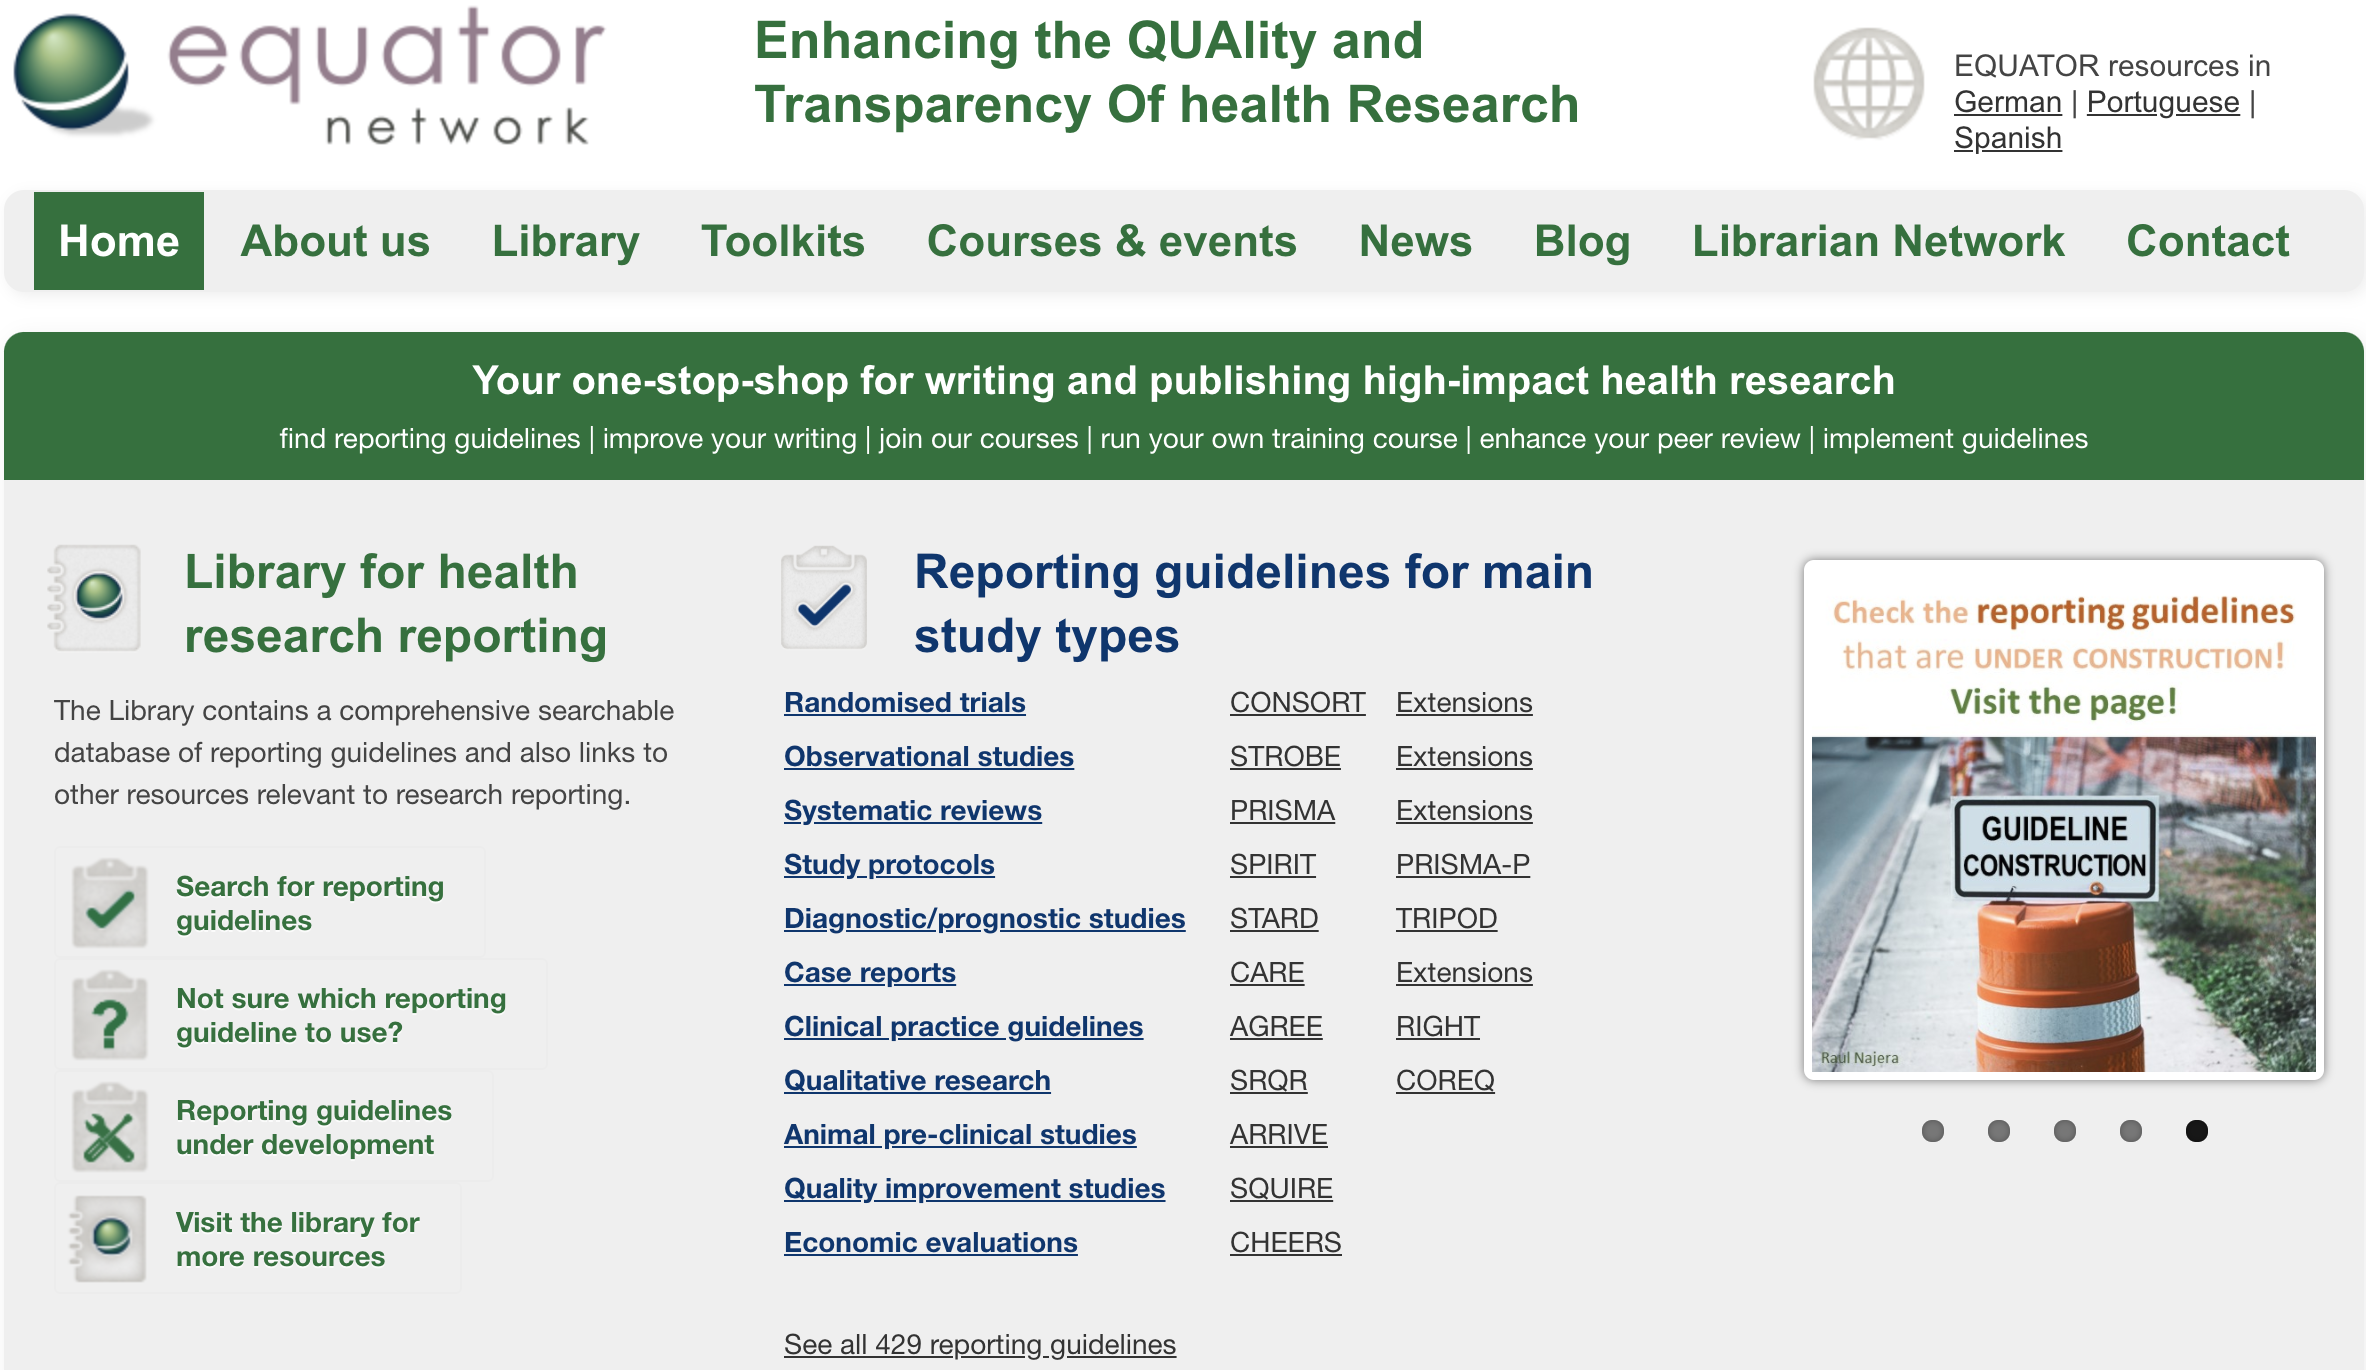 equator
network
Enhancing the QUAlity and
Transparency Of health Research
EQUATOR resources in
German | Portuguese |
Spanish
Home About us Library Toolkits Courses & events News Blog Librarian Network Contact
Your one-stop-shop for writing and publishing high-impact health research
find reporting guidelines | improve your writing | join our courses | run your own training course | enhance your peer review | implement guidelines
Library for health
research reporting
The Library contains a comprehensive searchable
database of reporting guidelines and also links to
other resources relevant to research reporting.
Search for reporting
guidelines
Not sure which reporting
guideline to use?
Reporting guidelines
under development
Visit the library for
more resources
Reporting guidelines for main
study types
Randomised trials CONSORT Extensions
Observational studies STROBE Extensions
Systematic reviews PRISMA Extensions
Study protocols SPIRIT PRISMA-P
Diagnostic/prognostic studies STARD TRIPOD
Case reports CARE Extensions
Clinical practice guidelines AGREE RIGHT
Qualitative research SRQR COREQ
Animal pre-clinical studies ARRIVE
Quality improvement studies SQUIRE
Economic evaluations CHEERS
See all 429 reporting guidelines
Check the reporting guidelines
that are UNDER CONSTRUCTION!
Visit the page!
GUIDELINE
CONSTRUCTION
Raul Najera